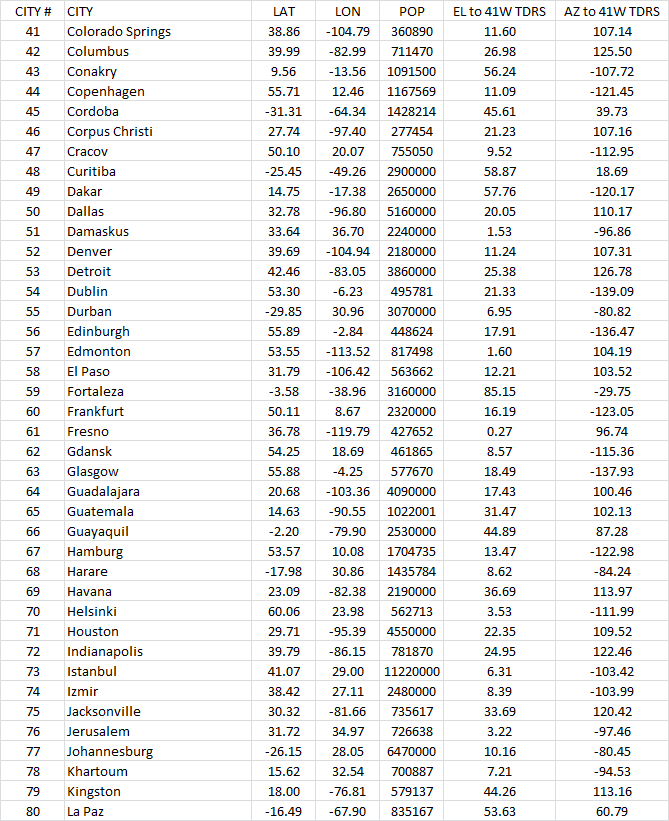 CITY # CITY LAT LON POP EL to 41W TDRS AZ to 41W TDRS
41 Colorado Springs 38.86 -104.79 360890 11.60 107.14
42 Columbus 39.99 -82.99 711470 26.98 125.50
43 Conakry 9.56 -13.56 1091500 56.24 -107.72
44 Copenhagen 55.71 12.46 1167569 11.09 -121.45
45 Cordoba -31.31 -64.34 1428214 45.61 39.73
46 Corpus Christi 27.74 -97.40 277454 21.23 107.16
47 Cracov 50.10 20.07 755050 9.52 -112.95
48 Curitiba -25.45 -49.26 2900000 58.87 18.69
49 Dakar 14.75 -17.38 2650000 57.76 -120.17
50 Dallas 32.78 -96.80 5160000 20.05 110.17
51 Damaskus 33.64 36.70 2240000 1.53 -96.86
52 Denver 39.69 -104.94 2180000 11.24 107.31
53 Detroit 42.46 -83.05 3860000 25.38 126.78
54 Dublin 53.30 -6.23 495781 21.33 -139.09
55 Durban -29.85 30.96 3070000 6.95 -80.82
56 Edinburgh 55.89 -2.84 448624 17.91 -136.47
57 Edmonton 53.55 -113.52 817498 1.60 104.19
58 El Paso 31.79 -106.42 563662 12.21 103.52
59 Fortaleza -3.58 -38.96 3160000 85.15 -29.75
60 Frankfurt 50.11 8.67 2320000 16.19 -123.05
61 Fresno 36.78 -119.79 427652 0.27 96.74
62 Gdansk 54.25 18.69 461865 8.57 -115.36
63 Glasgow 55.88 -4.25 577670 18.49 -137.93
64 Guadalajara 20.68 -103.36 4090000 17.43 100.46
65 Guatemala 14.63 -90.55 1022001 31.47 102.13
66 Guayaquil -2.20 -79.90 2530000 44.89 87.28
67 Hamburg 53.57 10.08 1704735 13.47 -122.98
68 Harare -17.98 30.86 1435784 8.62 -84.24
69 Havana 23.09 -82.38 2190000 36.69 113.97
70 Helsinki 60.06 23.98 562713 3.53 -111.99
71 Houston 29.71 -95.39 4550000 22.35 109.52
72 Indianapolis 39.79 -86.15 781870 24.95 122.46
73 Istanbul 41.07 29.00 11220000 6.31 -103.42
74 Izmir 38.42 27.11 2480000 8.39 -103.99
75 Jacksonville 30.32 -81.66 735617 33.69 120.42
76 Jerusalem 31.72 34.97 726638 3.22 -97.46
77 Johannesburg -26.15 28.05 6470000 10.16 -80.45
78 Khartoum 15.62 32.54 700887 7.21 -94.53
79 Kingston 18.00 -76.81 579137 44.26 113.16
80 La Paz -16.49 -67.90 835167 53.63 60.79